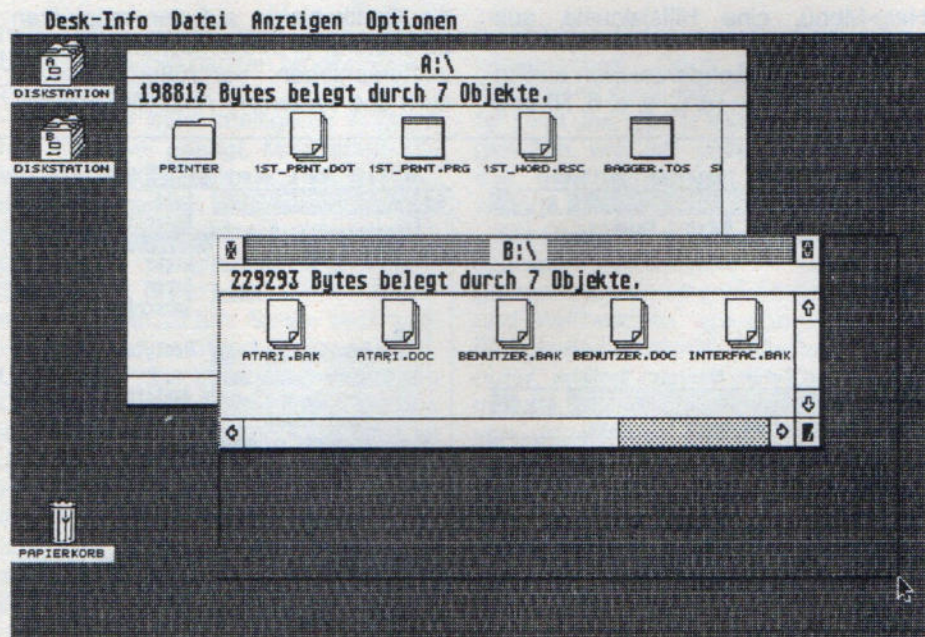 Desk-Info Datei Anzeigen Optionen
A
DISKSTATION
B
DISKSTATION
A:\
198812 Bytes belegt durch 7 Objekte.
PRINTER 1ST_PRNT.DOT 1ST_PRNT.PRG 1ST_WORD.RSC BAGGER.TOS
B:\
229293 Bytes belegt durch 7 Objekte.
ATARI.BAK ATARI.DOC BENUTZER.BAK BENUTZER.DOC INTERFAC.BAK
PAPIERKORB